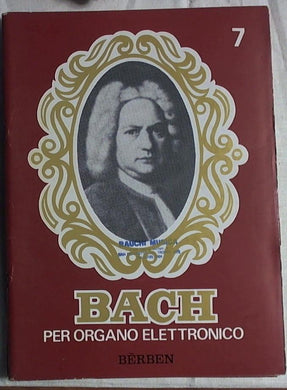 7
BACH
PER ORGANO ELETTRONICO
BÈRBEN